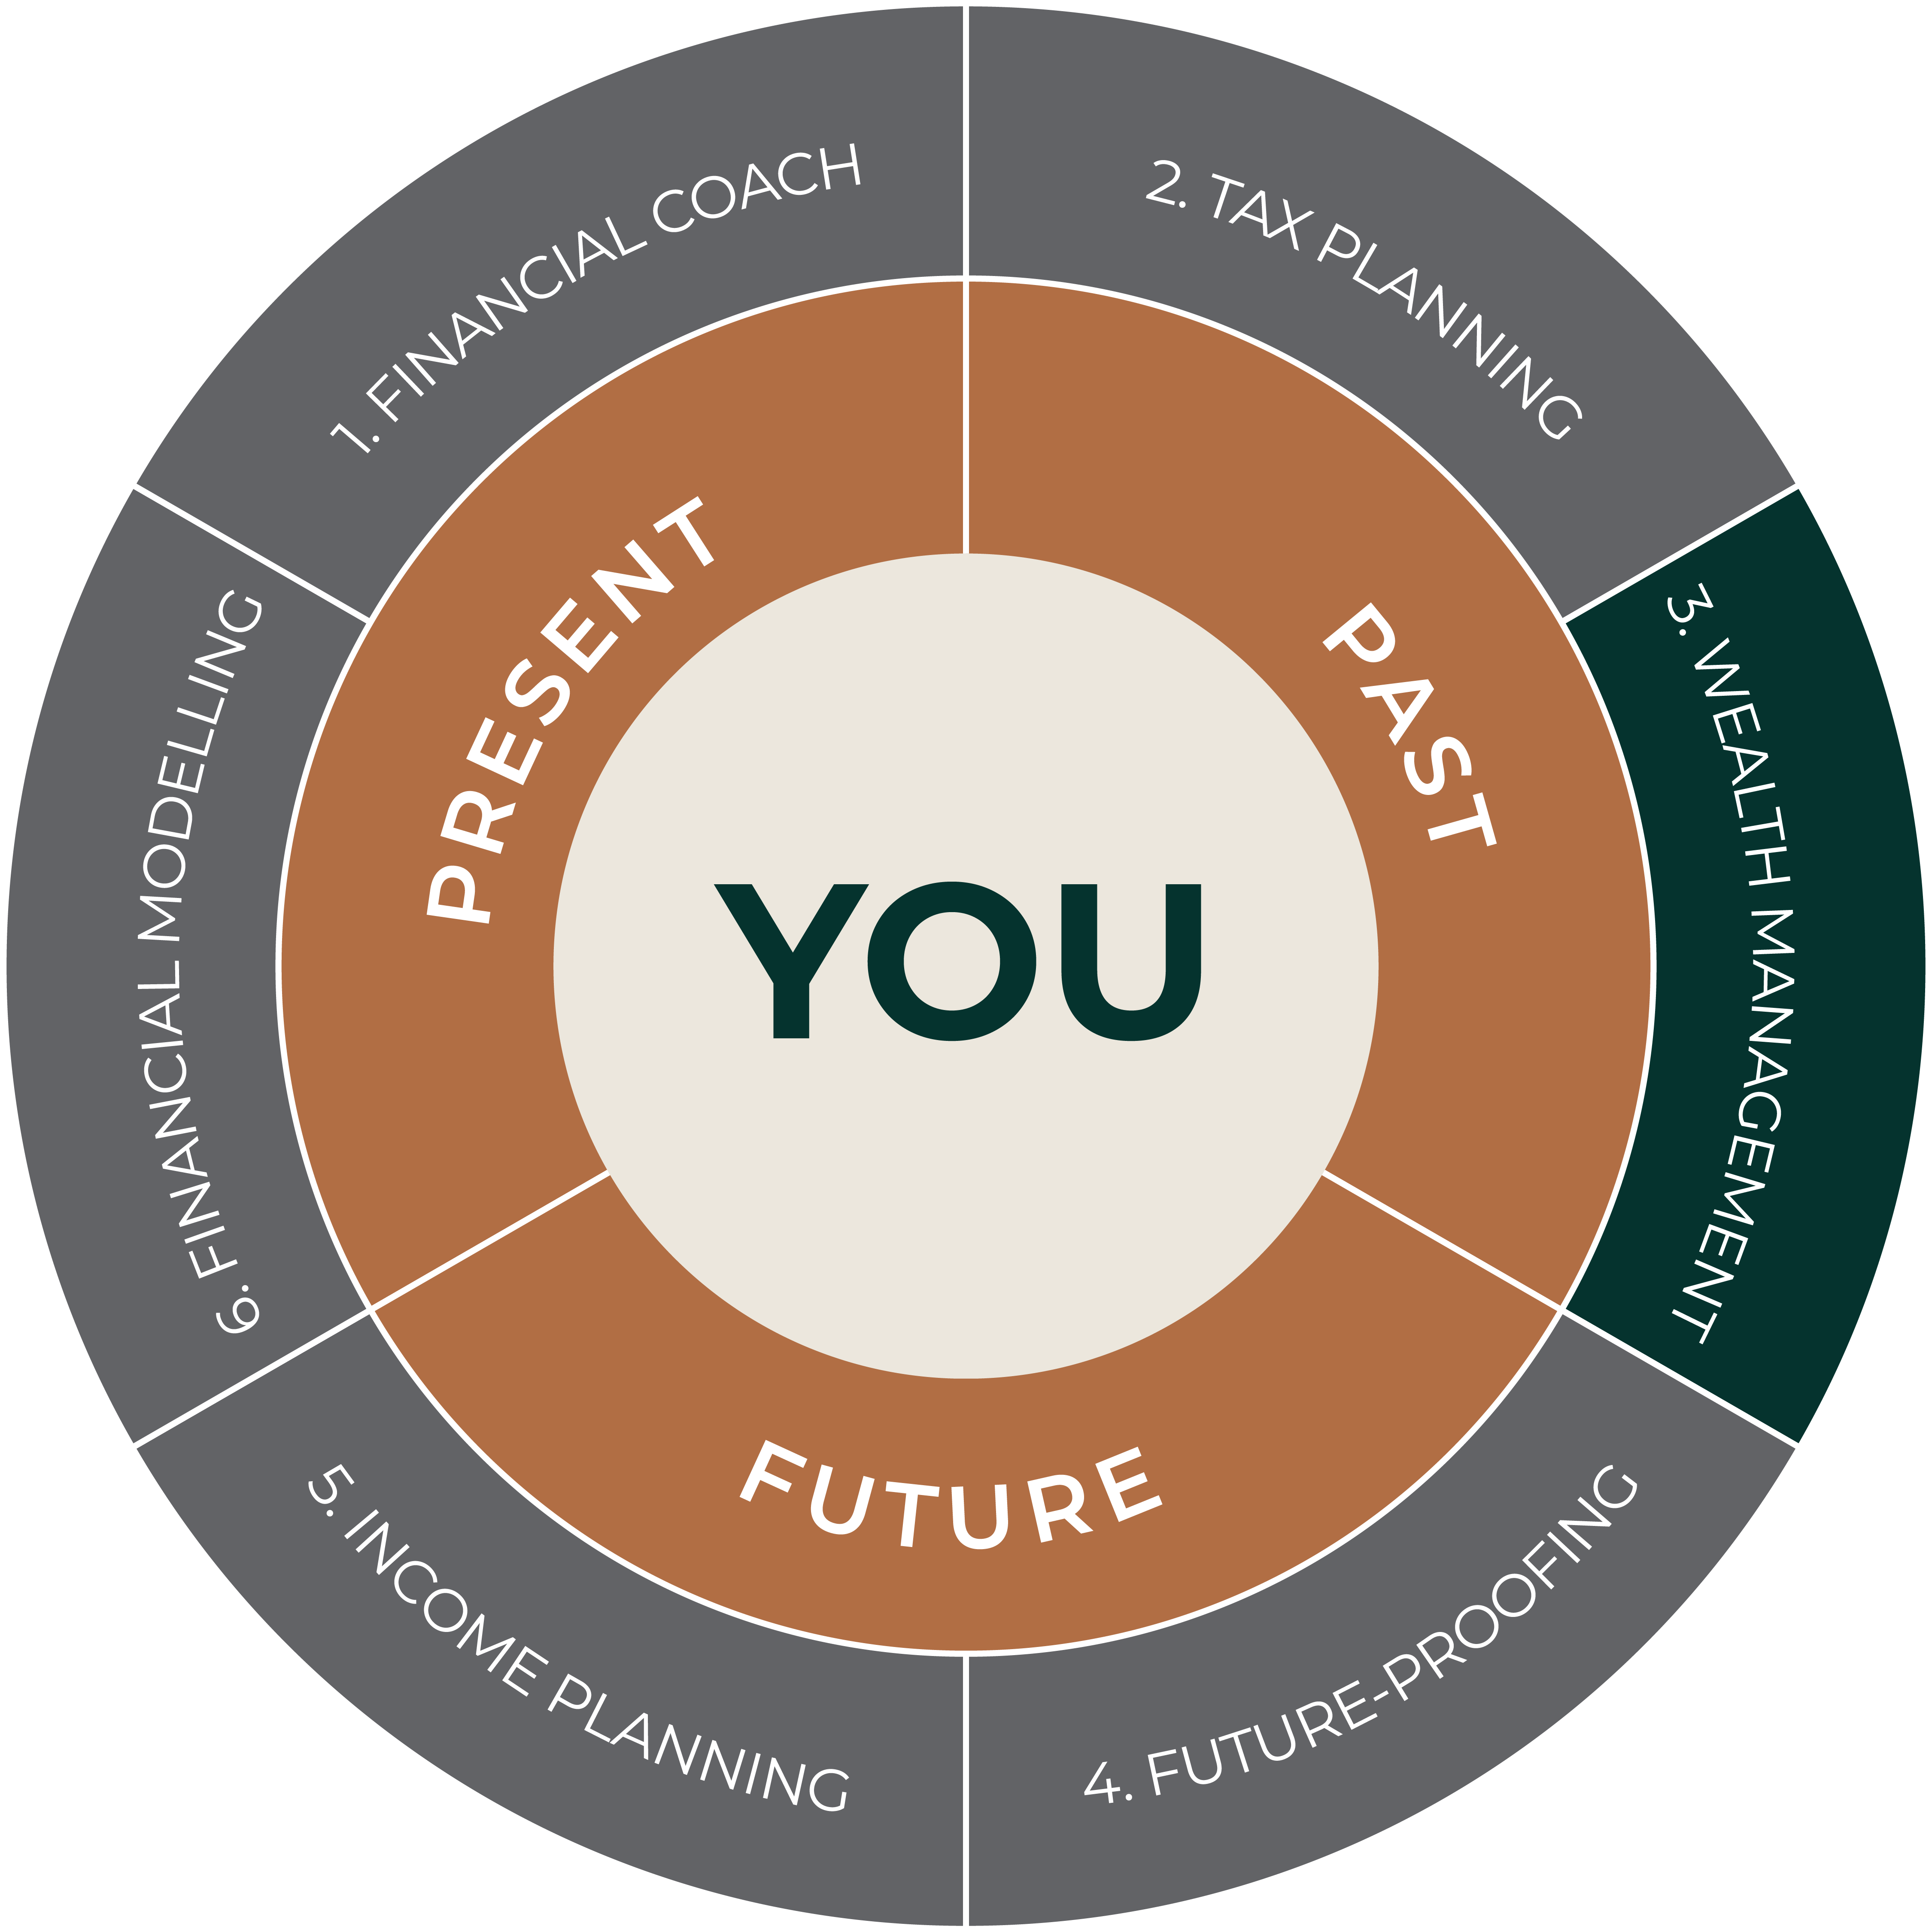 1. FINANCIAL COACH
2. TAX PLANNING
3. WEALTH MANAGEMENT
4. FUTURE-PROOFING
5. INCOME PLANNING
6. FINANCIAL MODELLING
PRESENT
PAST
FUTURE
YOU